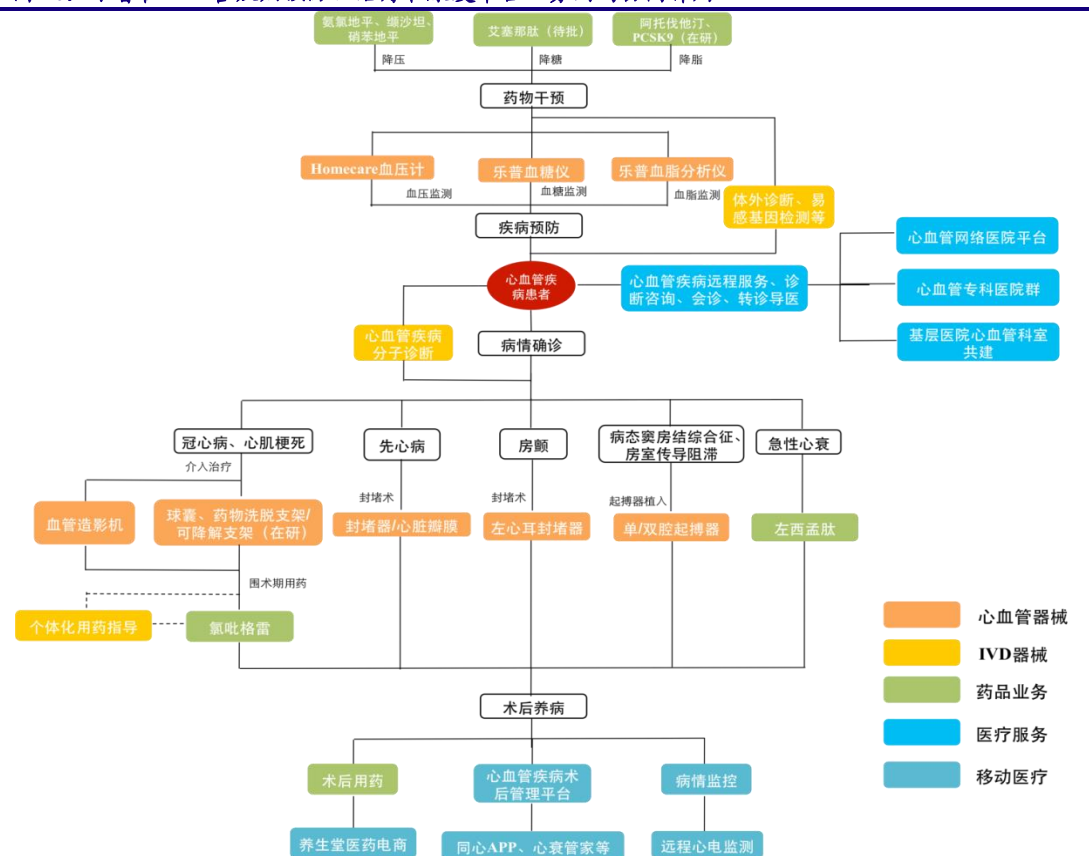 氨氯地平、缬沙坦、
硝苯地平
艾塞那肽（待批）
阿托伐他汀、
PCSK9（在研）
降压
降糖
降脂
药物干预
Homecare血压计
乐普血糖仪
乐普血脂分析仪
血压监测
血糖监测
血脂监测
体外诊断、易
感基因检测等
疾病预防
心血管疾
病患者
心血管疾病远程服务、诊
断咨询、会诊、转诊导医
心血管网络医院平台
心血管专科医院群
基层医院心血管科室
共建
心血管疾病
分子诊断
病情确诊
冠心病、心肌梗死
先心病
房颤
病态窦房结综合征、
房室传导阻滞
急性心衰
介入治疗
封堵术
封堵术
起搏器植入
血管造影机
球囊、药物洗脱支架/
可降解支架（在研）
封堵器/心脏瓣膜
左心耳封堵器
单/双腔起搏器
左西孟肽
围术期用药
个体化用药指导
氯吡格雷
心血管器械
IVD器械
药品业务
医疗服务
移动医疗
术后养病
术后用药
心血管疾病术
后管理平台
病情监控
养生堂医药电商
同心APP、心衰管家等
远程心电监测